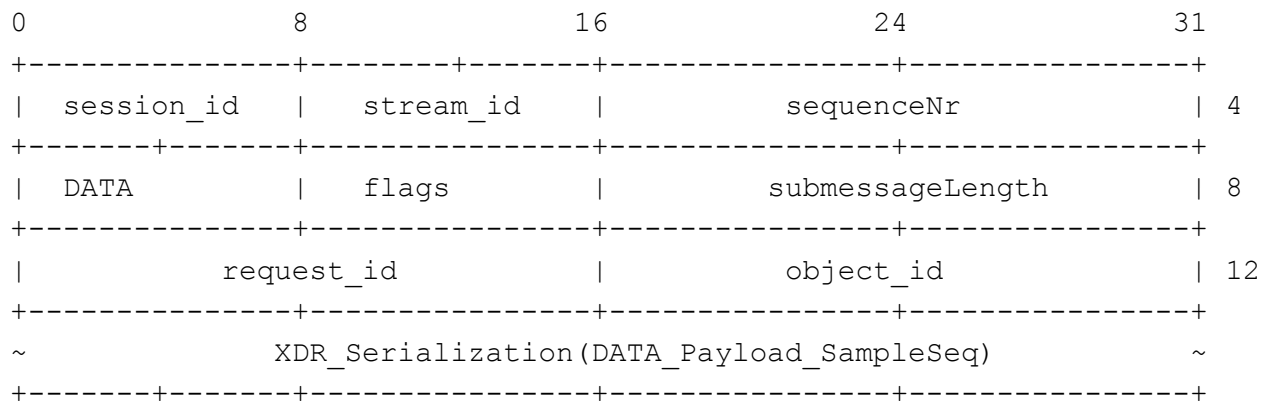 0               8               16              24              31
+---------------+--------+-------+----------------+---------------+
|  session_id   |   stream_id    |          sequenceNr            | 4
+-------+-------+----------------+----------------+---------------+
|  DATA         |   flags        |         submessageLength       | 8
+---------------+----------------+----------------+---------------+
|           request_id           |          object_id             | 12
+---------------+----------------+----------------+---------------+
~              XDR_Serialization(DATA_Payload_SampleSeq)          ~
+-------+-------+----------------+----------------+---------------+